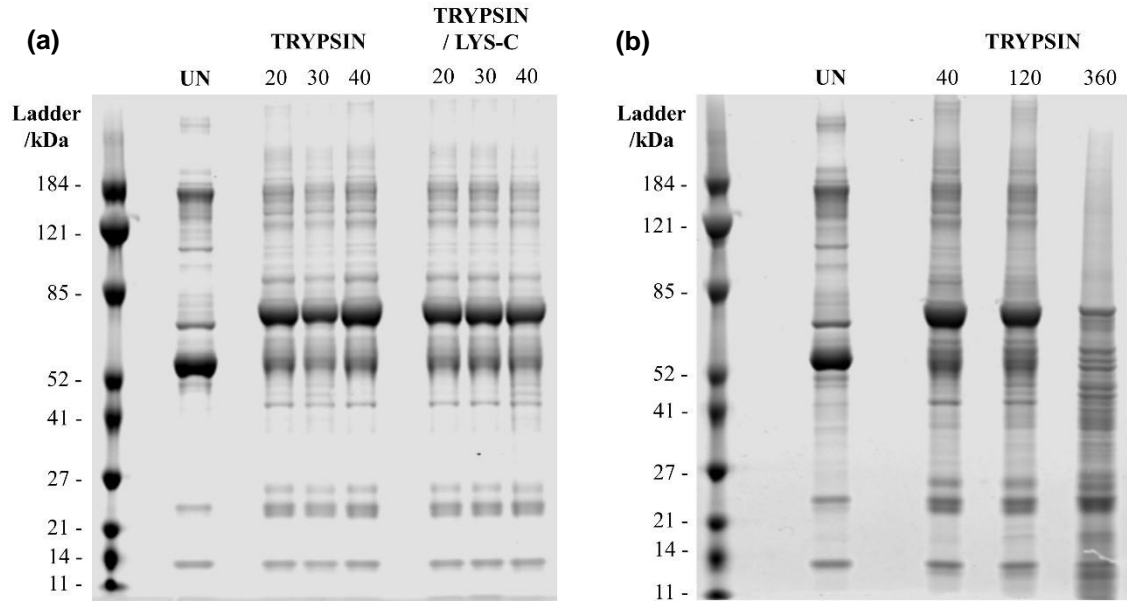 (a)
TRYPSIN
TRYPSIN
/ LYS-C
UN 20 30 40 20 30 40
Ladder
/kDa
184 -
121 -
85 -
52 -
41 -
27 -
21 -
14 -
11 -
(b)
TRYPSIN
UN 40 120 360
Ladder
/kDa
184 -
121 -
85 -
52 -
41 -
27 -
21 -
14 -
11 -